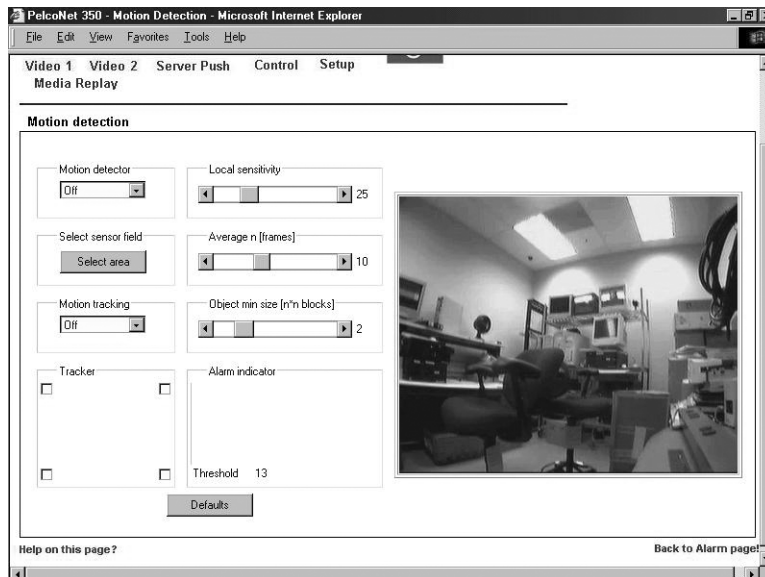 PelcoNet 350 - Motion Detection - Microsoft Internet Explorer
File Edit View Favorites Tools Help
Video 1 Video 2 Server Push Control Setup
Media Replay
Motion detection
Motion detector
Off
Local sensitivity
25
Select sensor field
Select area
Average n [frames]
10
Motion tracking
Off
Object min size [n*n blocks]
2
Tracker
Alarm indicator
Threshold 13
Defaults
Help on this page?
Back to Alarm page!